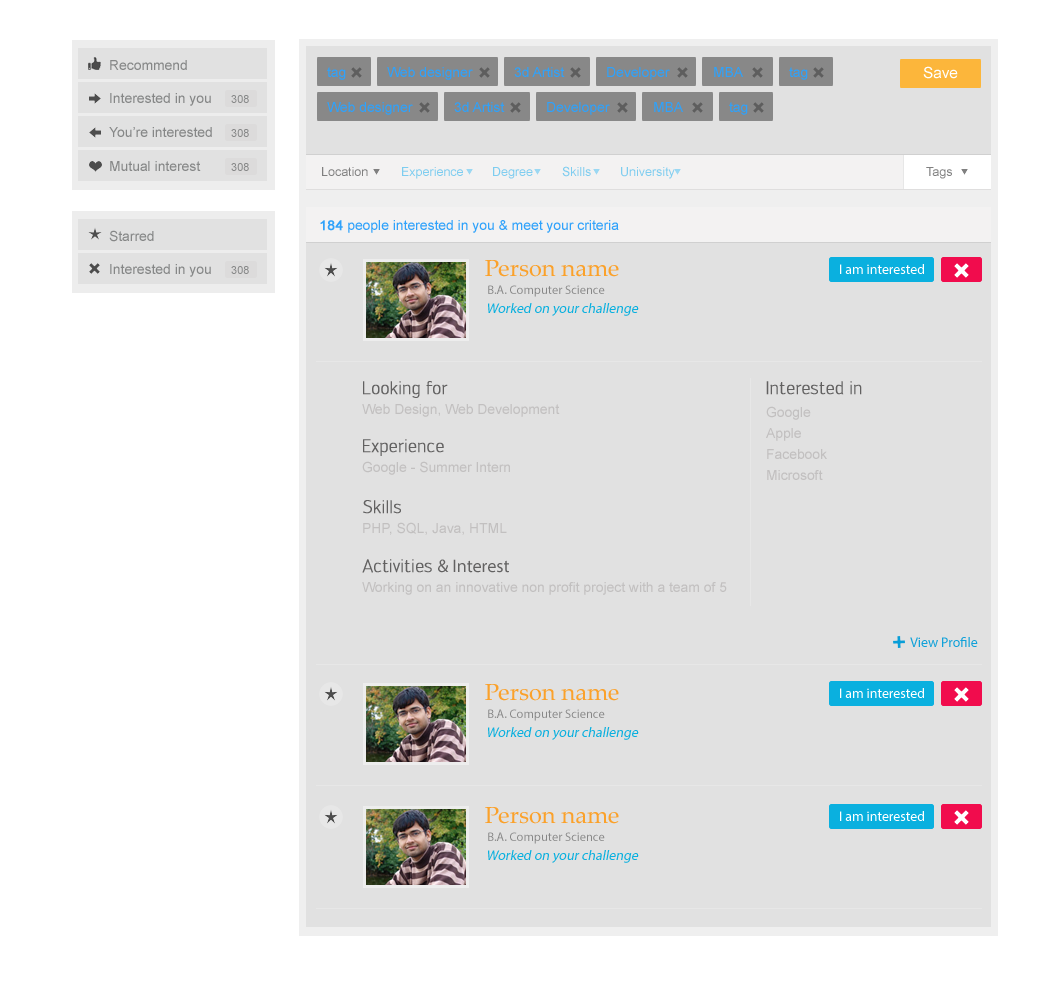 Recommend
Interested in you 308
You're interested 308
Mutual interest 308
Starred
Interested in you 308
tag Web designer 3d Artist Developer MBA tag
Web designer 3d Artist Developer MBA tag
Save
Location Experience Degree Skills University Tags
184 people interested in you & meet your criteria
Person name
B.A. Computer Science
Worked on your challenge
I am interested
Looking for
Web Design, Web Development
Experience
Google - Summer Intern
Skills
PHP, SQL, Java, HTML
Activities & Interest
Working on an innovative non profit project with a team of 5
Interested in
Google
Apple
Facebook
Microsoft
View Profile
Person name
B.A. Computer Science
Worked on your challenge
I am interested
Person name
B.A. Computer Science
Worked on your challenge
I am interested